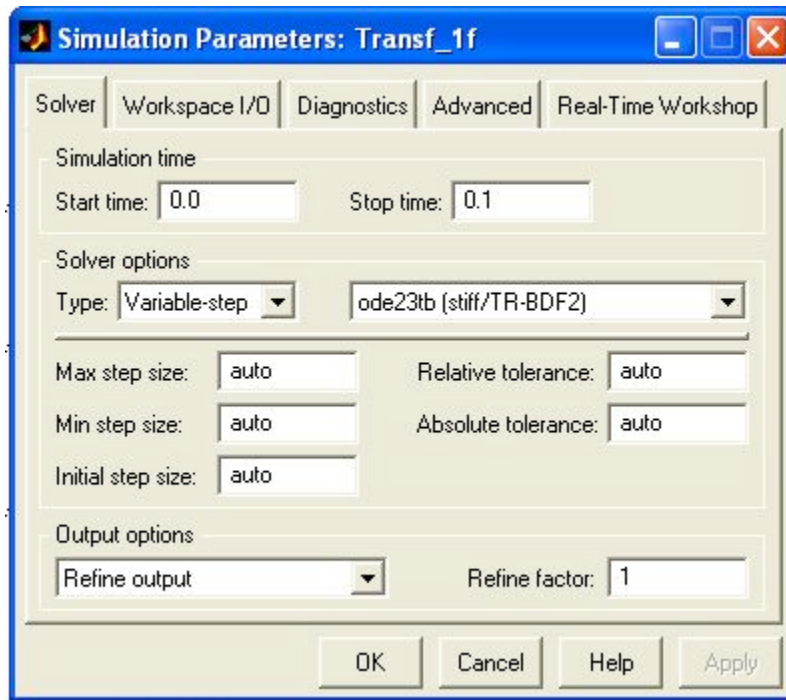 Simulation Parameters: Transf_1f
Solver Workspace I/O Diagnostics Advanced Real-Time Workshop
Simulation time
Start time: 0.0 Stop time: 0.1
Solver options
Type: Variable-step ode23tb (stiff/TR-BDF2)
Max step size: auto Relative tolerance: auto
Min step size: auto Absolute tolerance: auto
Initial step size: auto
Output options
Refine output Refine factor: 1
OK Cancel Help Apply